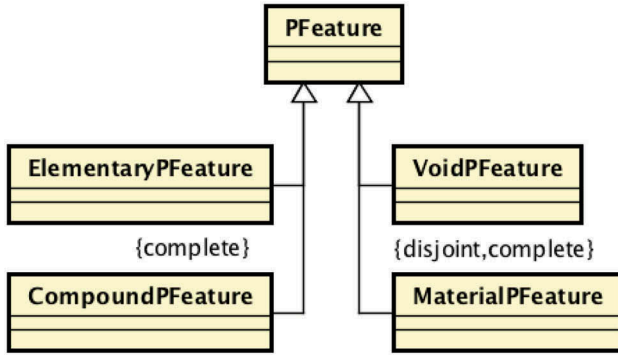 PFeature
ElementaryPFeature
VoidPFeature
{complete}
{disjoint,complete}
CompoundPFeature
MaterialPFeature